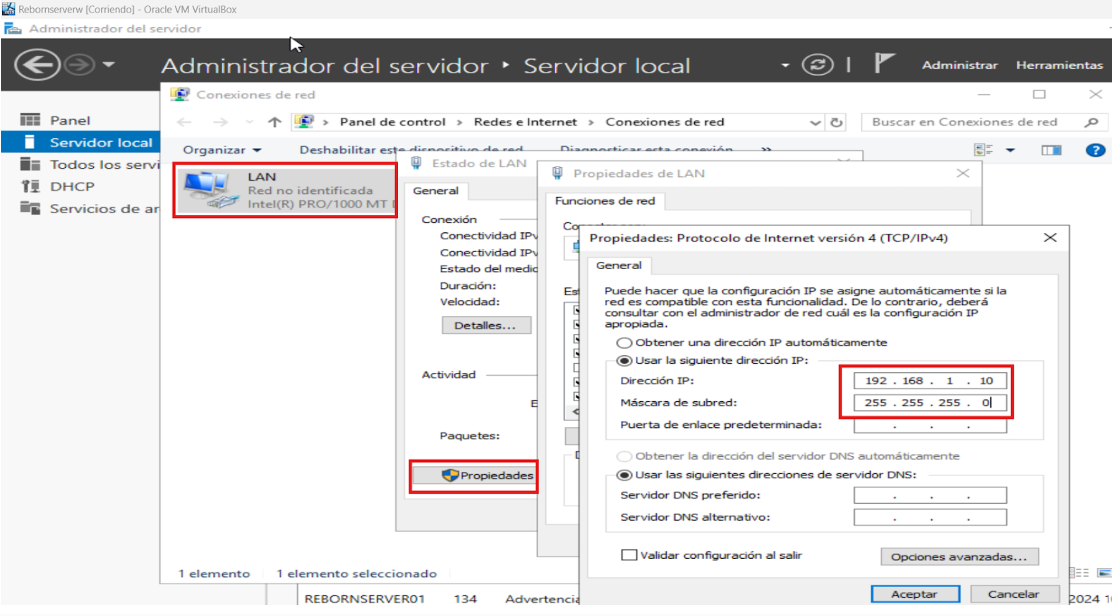 Rebornserverw [Corriendo] - Oracle VM VirtualBox
Administrador del servidor
Administrador del servidor • Servidor local
Administrar Herramientas
Panel
Servidor local
Todos los servi
DHCP
Servicios de ar
Conexiones de red
Panel de control > Redes e Internet > Conexiones de red
Buscar en Conexiones de red
Organizar Deshabilitar este dispositivo de red Diagnosticar esta conexión »
LAN
Red no identificada
Intel(R) PRO/1000 MT
Estado de LAN
General
Conexión
Conectividad IPv
Conectividad IPv
Estado del medio
Duración:
Velocidad:
Detalles...
Actividad
Paquetes:
Propiedades
Propiedades de LAN
Funciones de red
Propiedades: Protocolo de Internet versión 4 (TCP/IPv4)
General
Puede hacer que la configuración IP se asigne automáticamente si la
red es compatible con esta funcionalidad. De lo contrario, deberá
consultar con el administrador de red cuál es la configuración IP
apropiada.
Obtener una dirección IP automáticamente
Usar la siguiente dirección IP:
Dirección IP: 192 . 168 . 1 . 10
Máscara de subred: 255 . 255 . 255 . 0
Puerta de enlace predeterminada: . . .
Obtener la dirección del servidor DNS automáticamente
Usar las siguientes direcciones de servidor DNS:
Servidor DNS preferido: . . .
Servidor DNS alternativo: . . .
Validar configuración al salir
Opciones avanzadas...
Aceptar Cancelar
1 elemento 1 elemento seleccionado
REBORNSERVER01 134 Advertencia 2024 1